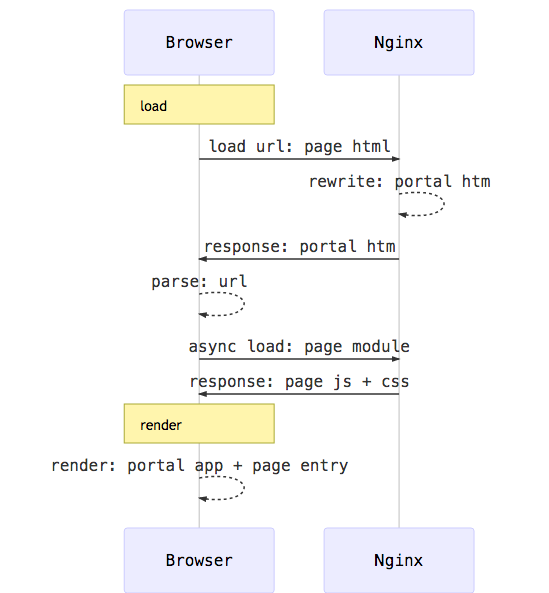 Browser
Nginx
load
load url: page html
rewrite: portal htm
response: portal htm
parse: url
async load: page module
response: page js + css
render
render: portal app + page entry
Browser
Nginx